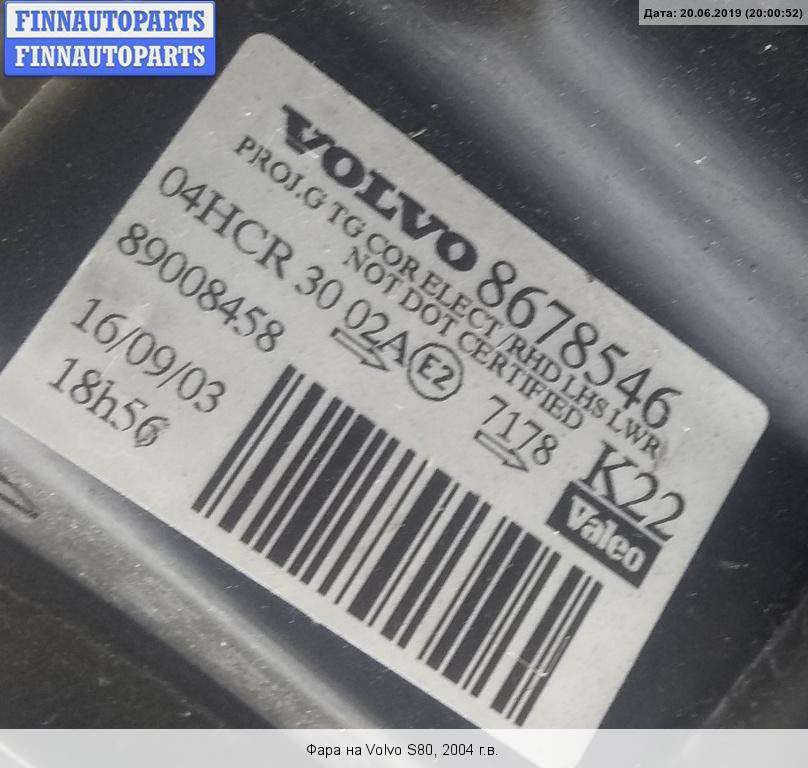 FINNAUTOPARTS
FINNAUTOPARTS
Дата: 20.06.2019 (20:00:52)
VOLVO 8678546
PROJ.G TG COR ELECT /RHD LHS LWR
NOT DOT CERTIFIED
04HCR 30 02A E2 7178 K22
89008458
16/09/03
18h56
Valeo
Фара на Volvo S80, 2004 г.в.